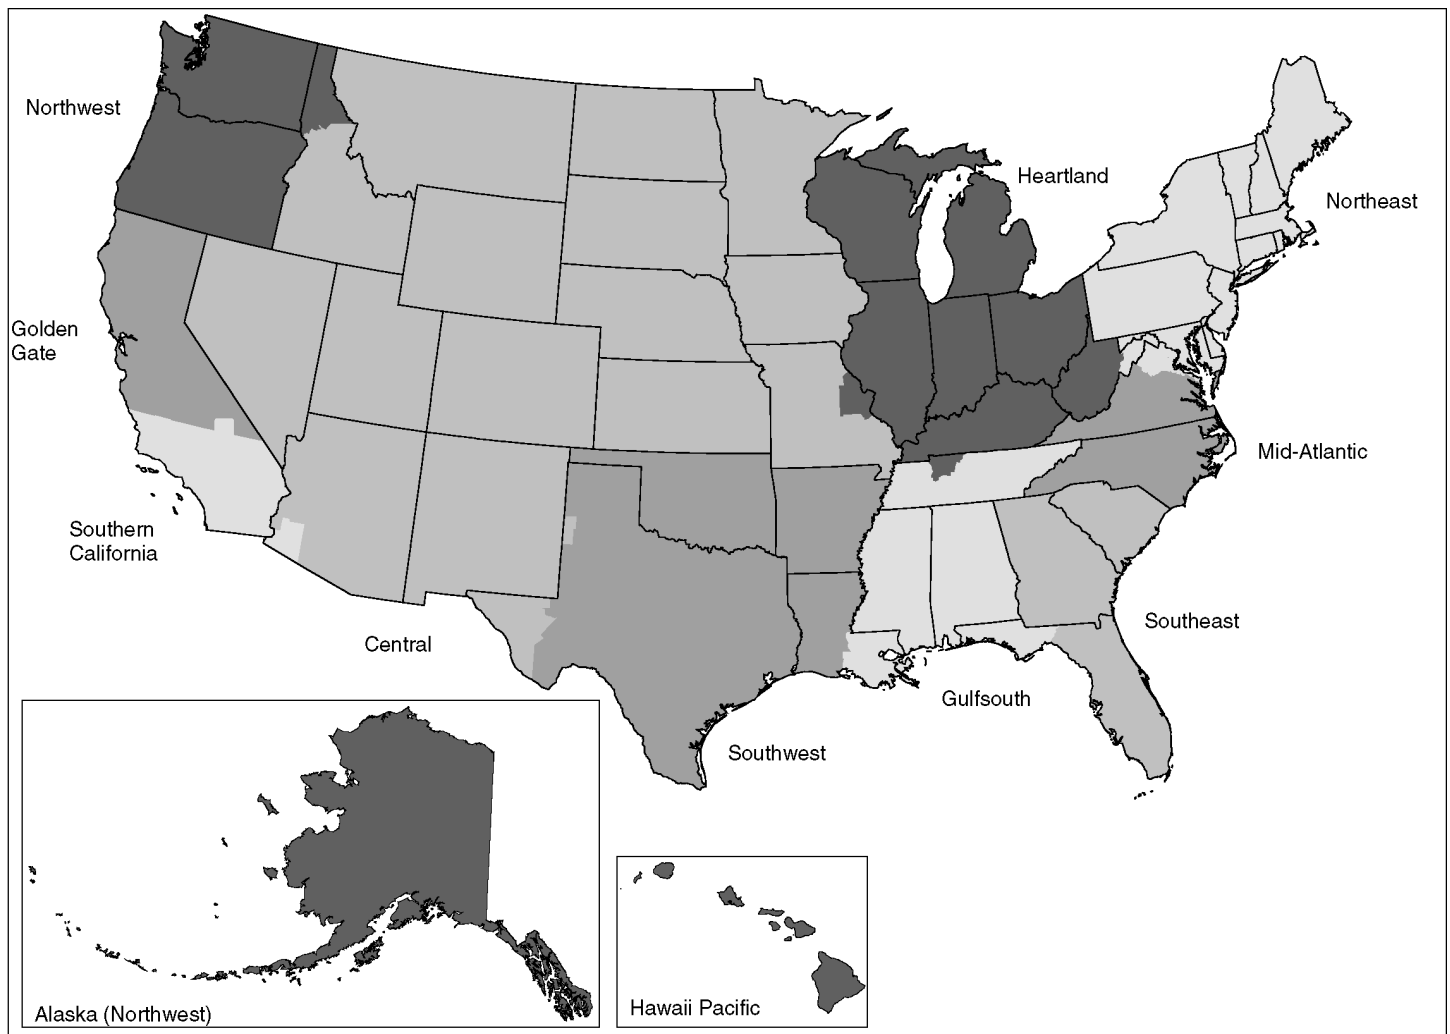 Northwest
Heartland
Northeast
Golden
Gate
Mid-Atlantic
Southern
California
Southeast
Central
Gulfsouth
Southwest
Alaska (Northwest)
Hawaii Pacific